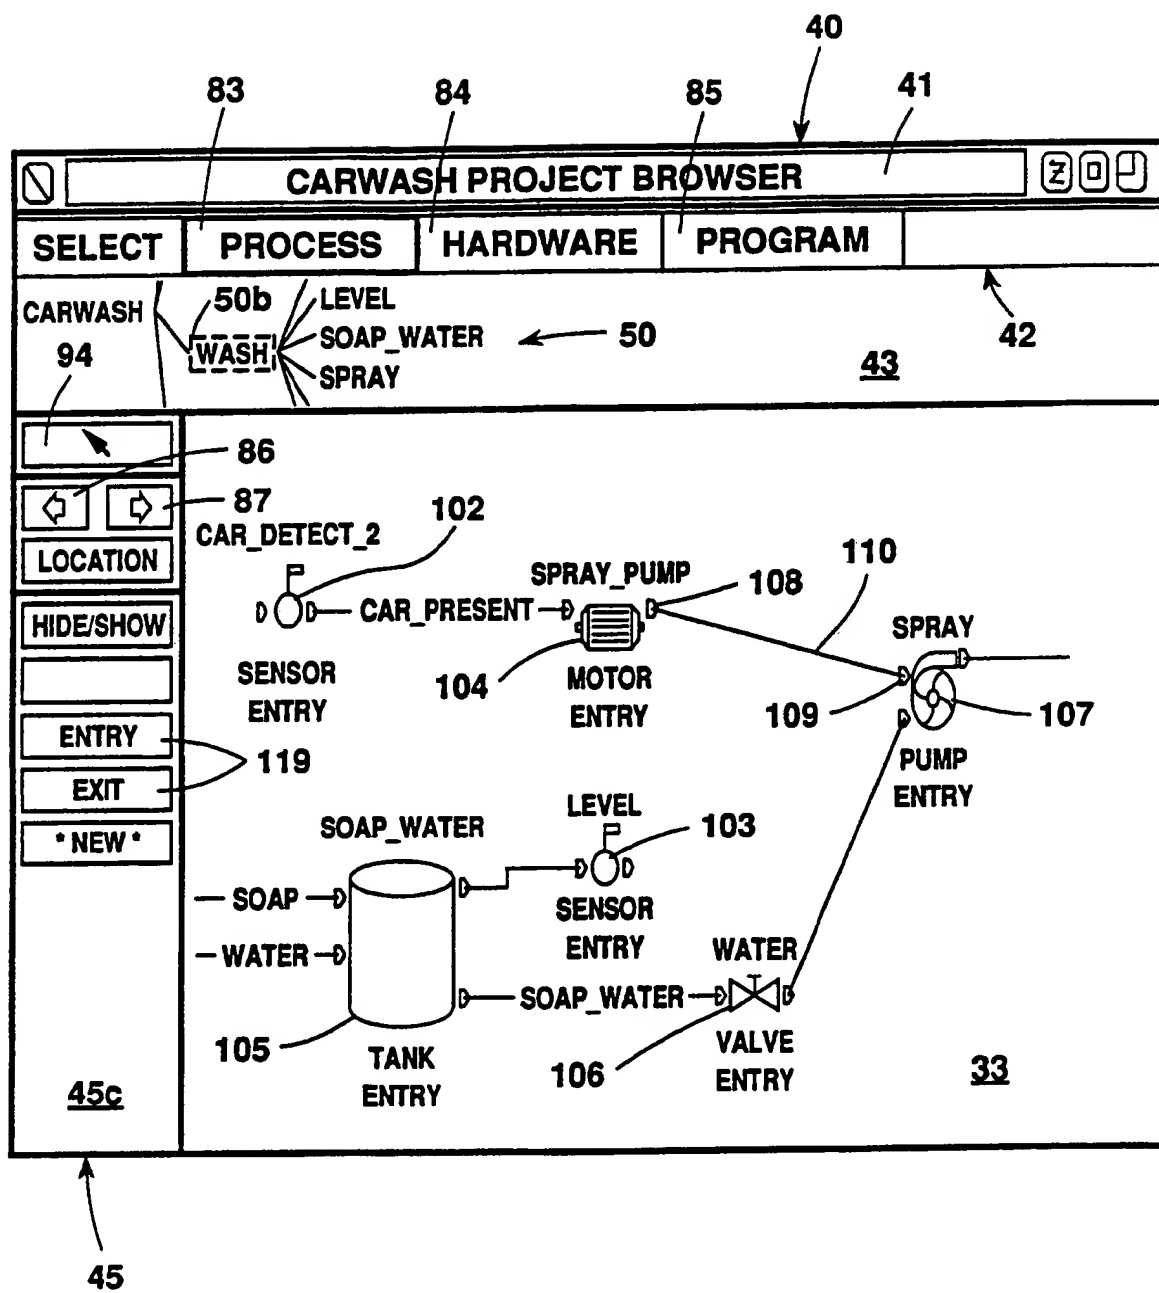 40
83
84
85
41
CARWASH PROJECT BROWSER
Z
SELECT
PROCESS
HARDWARE
PROGRAM
CARWASH
50b
LEVEL
WASH
SOAP_WATER
50
42
94
SPRAY
43
86
87
102
CAR_DETECT_2
LOCATION
110
SPRAY_PUMP
108
CAR_PRESENT
HIDE/SHOW
SPRAY
SENSOR
ENTRY
104
MOTOR
ENTRY
109
107
ENTRY
119
PUMP
ENTRY
EXIT
LEVEL
SOAP_WATER
103
* NEW *
SOAP
SENSOR
ENTRY
WATER
WATER
SOAP_WATER
105
TANK
ENTRY
106
VALVE
ENTRY
33
45c
45